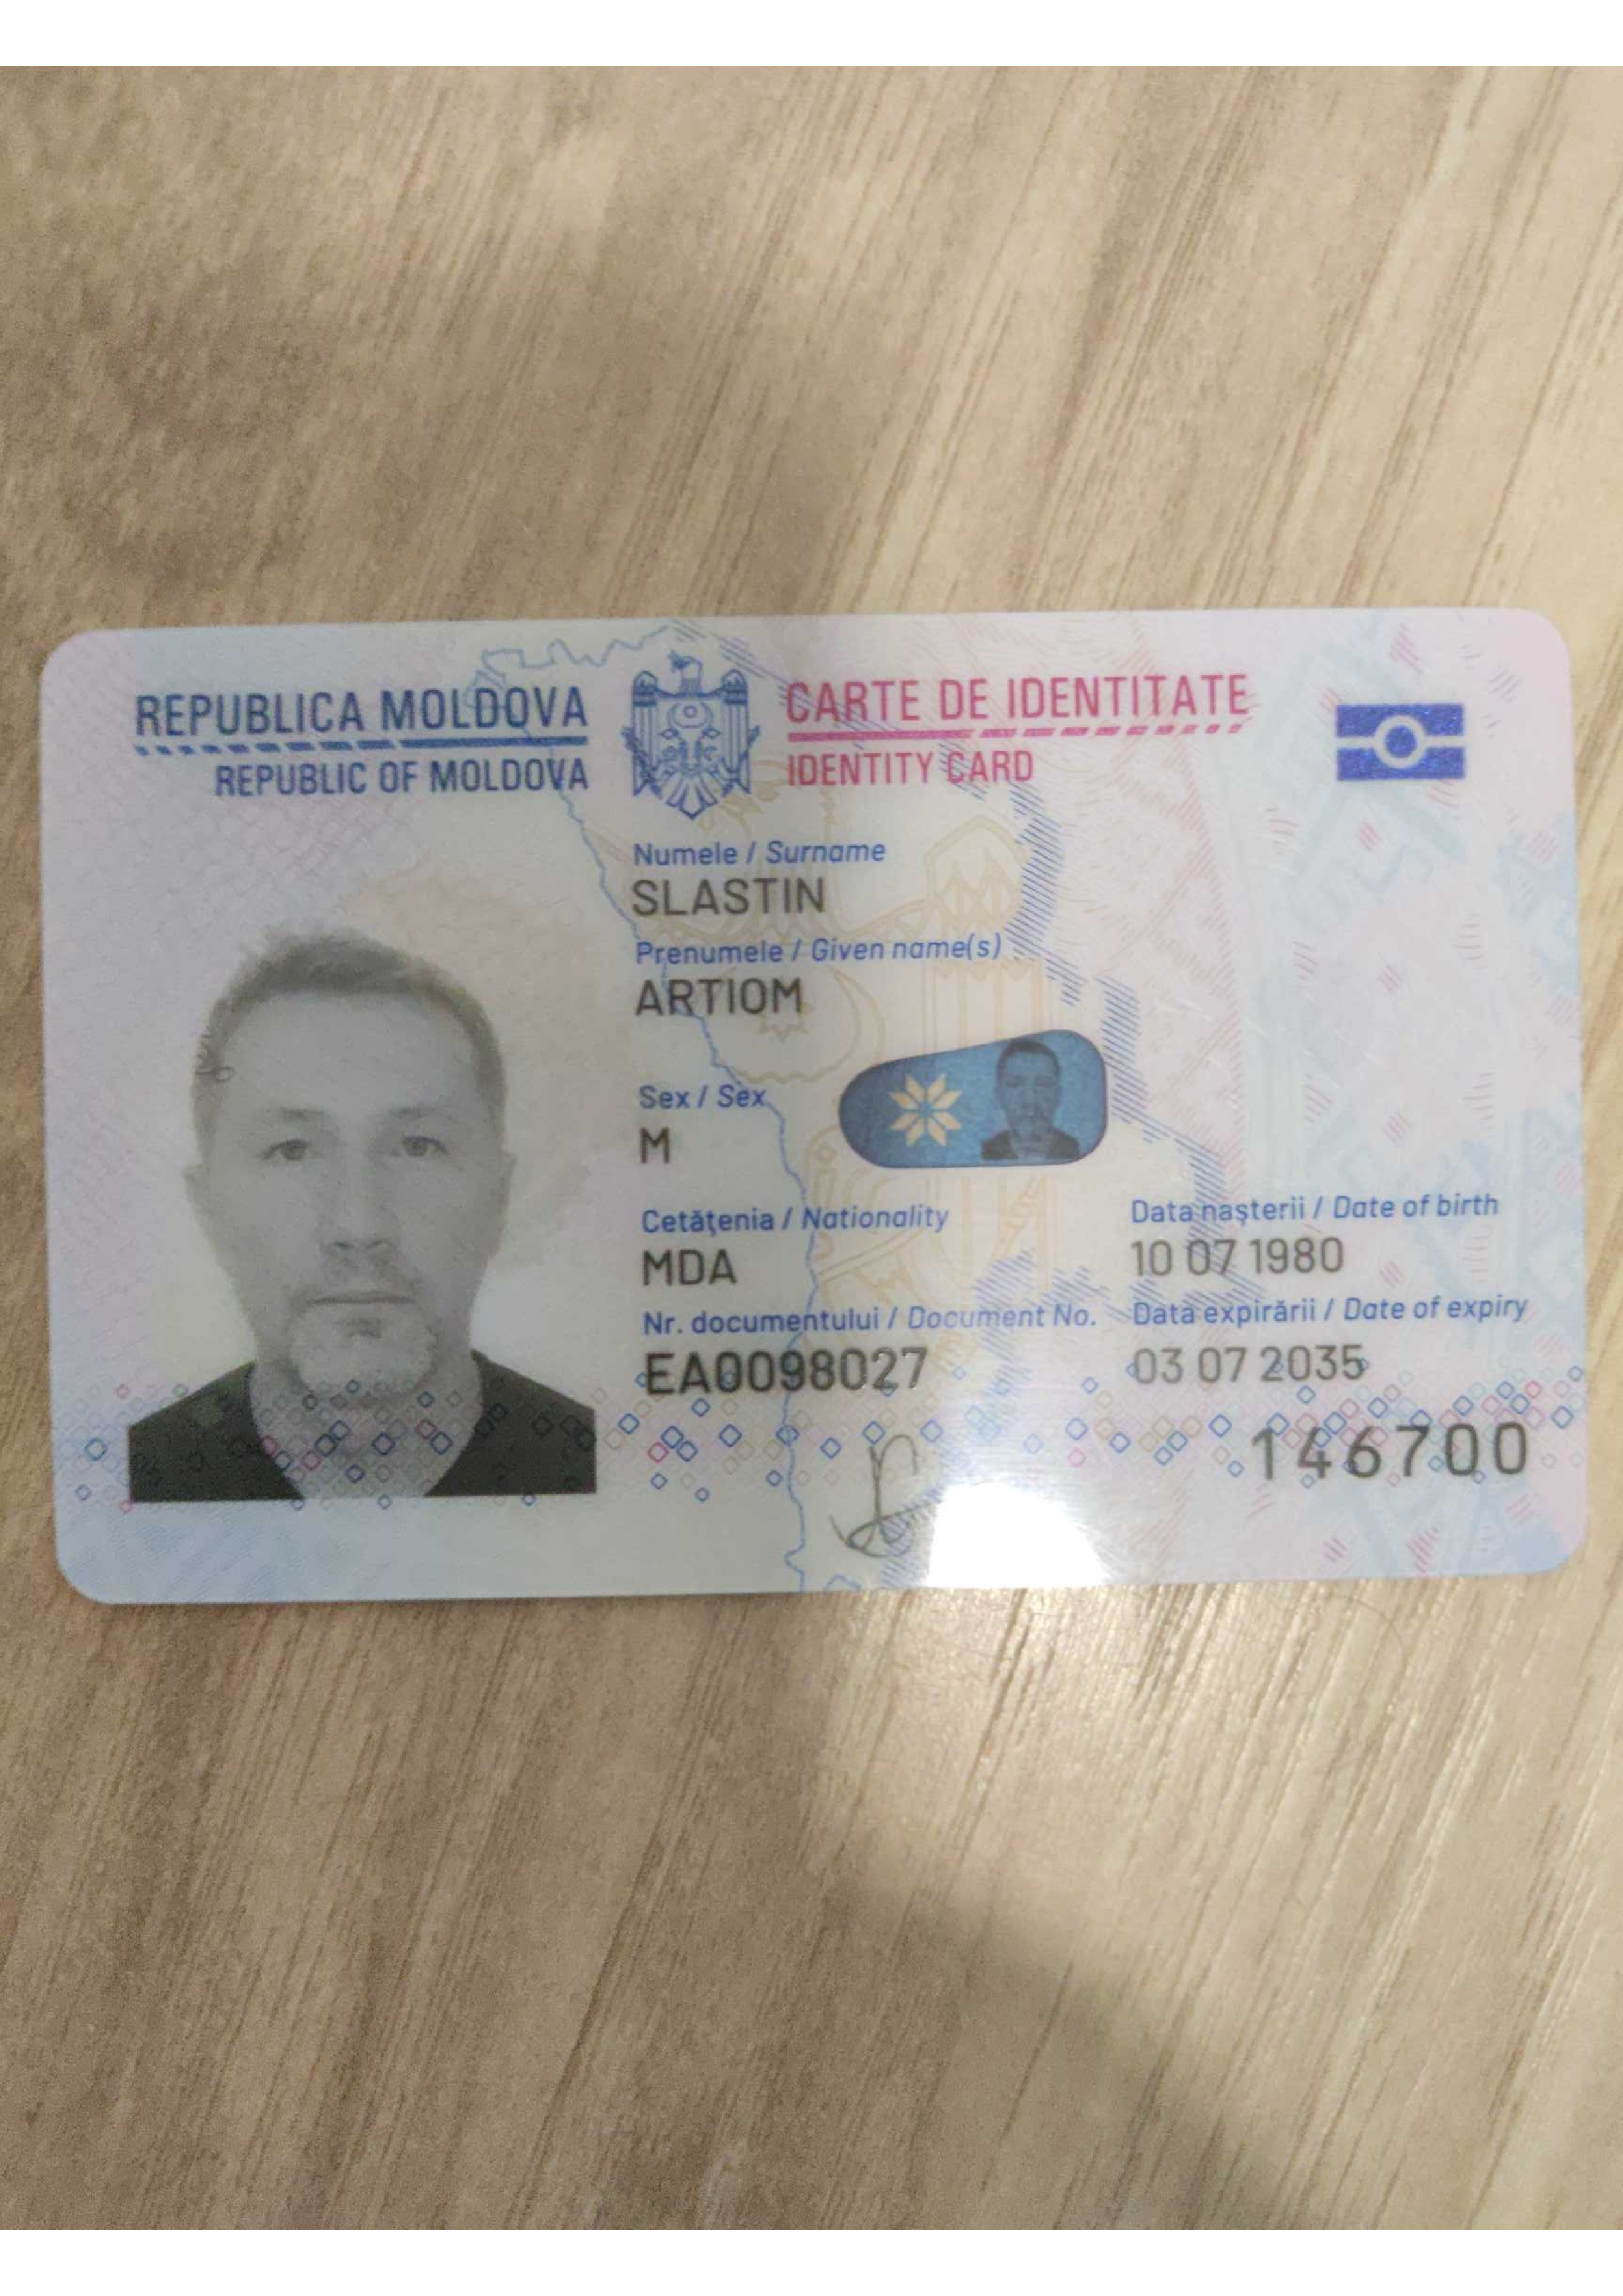 REPUBLICA MOLDOVA
REPUBLIC OF MOLDOVA
CARTE DE IDENTITATE
IDENTITY CARD
Numele / Surname
SLASTIN
Prenumele / Given name(s)
ARTIOM
Sex / Sex
M
Cetățenia / Nationality
MDA
Data nașterii / Date of birth
10 07 1980
Nr. documentului / Document No.
EA0098027
Data expirării / Date of expiry
03 07 2035
146700